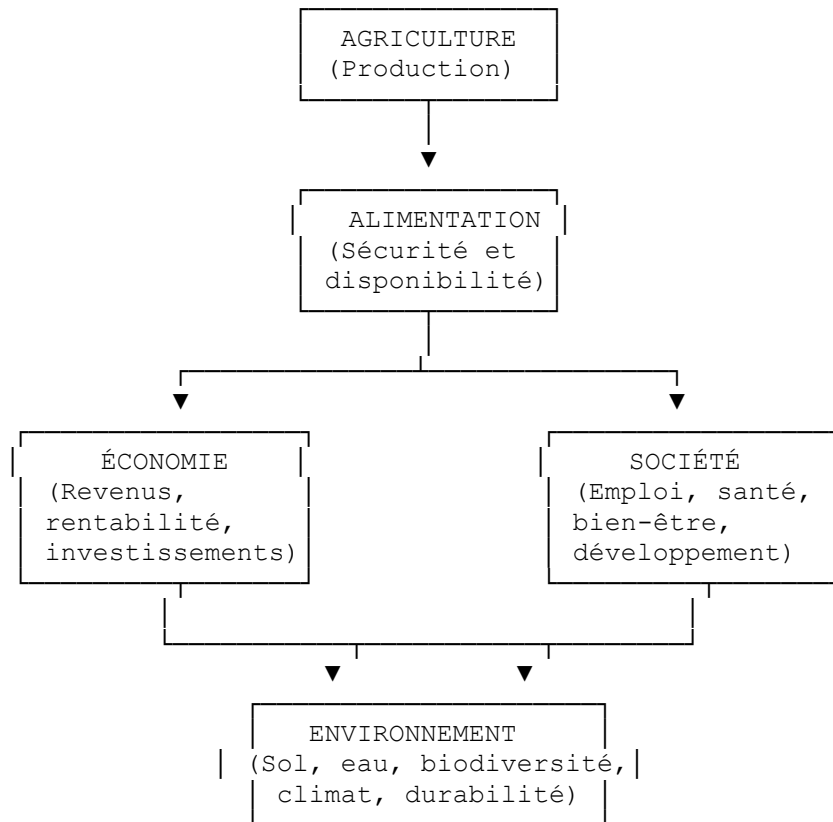 AGRICULTURE
(Production)
ALIMENTATION
(Sécurité et
disponibilité)
ÉCONOMIE
(Revenus,
rentabilité,
investissements)
SOCIÉTÉ
(Emploi, santé,
bien-être,
développement)
ENVIRONNEMENT
(Sol, eau, biodiversité,
climat, durabilité)